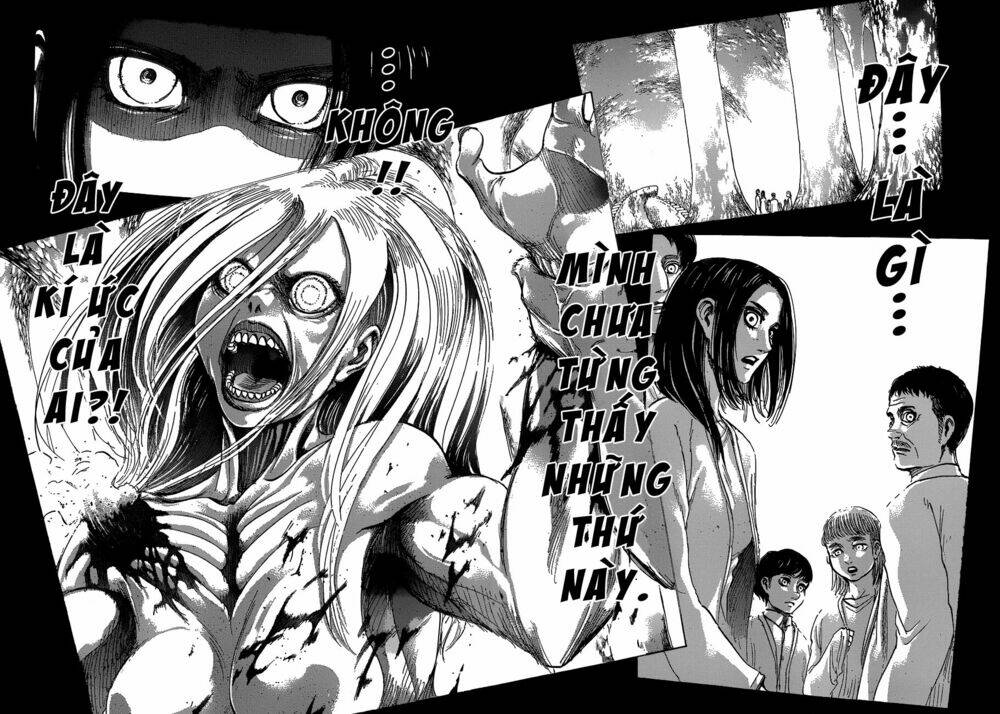 ĐÂY...
LÀ
GÌ...
MÌNH
CHƯA
TỪNG
THẤY
NHỮNG
THỨ
NÀY.
...
KHÔNG
!!
ĐÂY
LÀ
KÍ ỨC
CỦA
AI?!